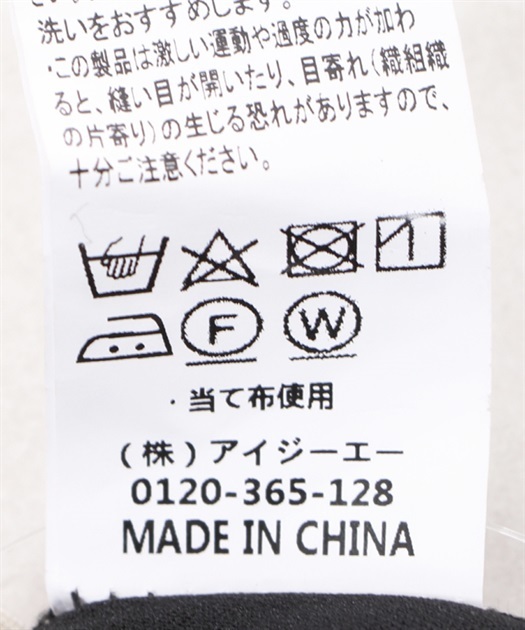 洗いをおすすめします。
・この製品は激しい運動や過度の力が加わ
ると、縫い目が開いたり、目寄れ(織組織
の片寄り)の生じる恐れがありますので、
十分ご注意ください。
F W
・当て布使用
(株)アイジーエー
0120-365-128
MADE IN CHINA